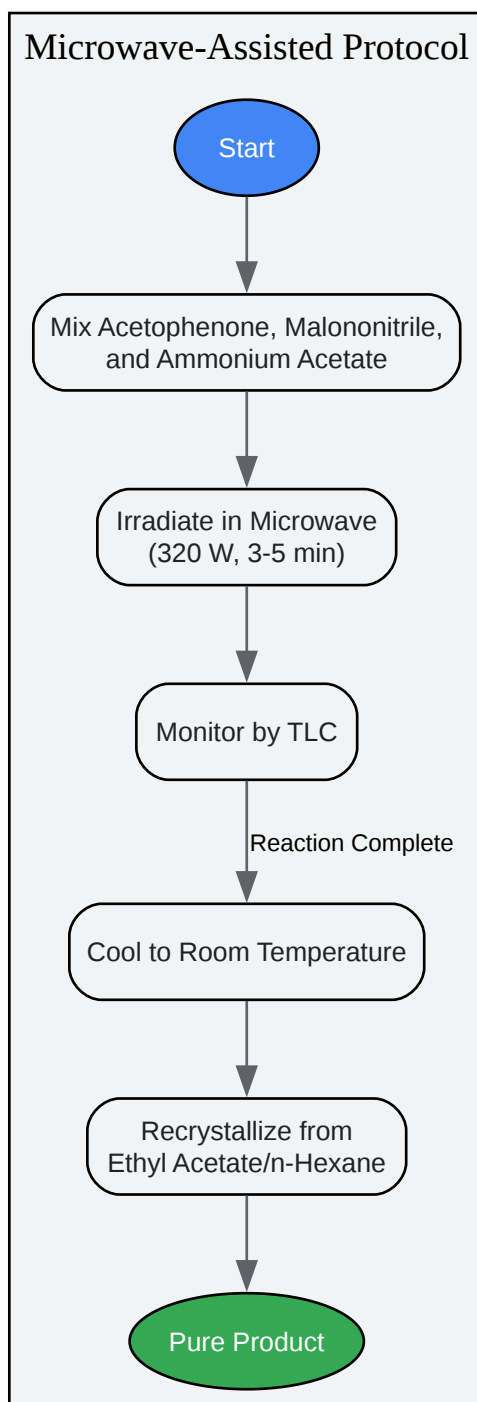 Microwave-Assisted Protocol
Start
Mix Acetophenone, Malononitrile,
and Ammonium Acetate
Irradiate in Microwave
(320 W, 3-5 min)
Monitor by TLC
Reaction Complete
Cool to Room Temperature
Recrystallize from
Ethyl Acetate/n-Hexane
Pure Product